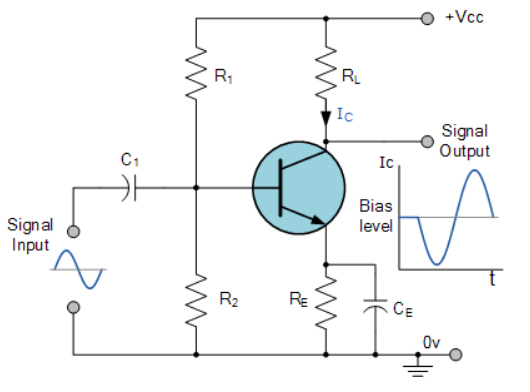 +Vcc
R1
RL
IC
C1
Signal
Output
Ic
Bias
level
t
Signal
Input
R2
RE
CE
0v